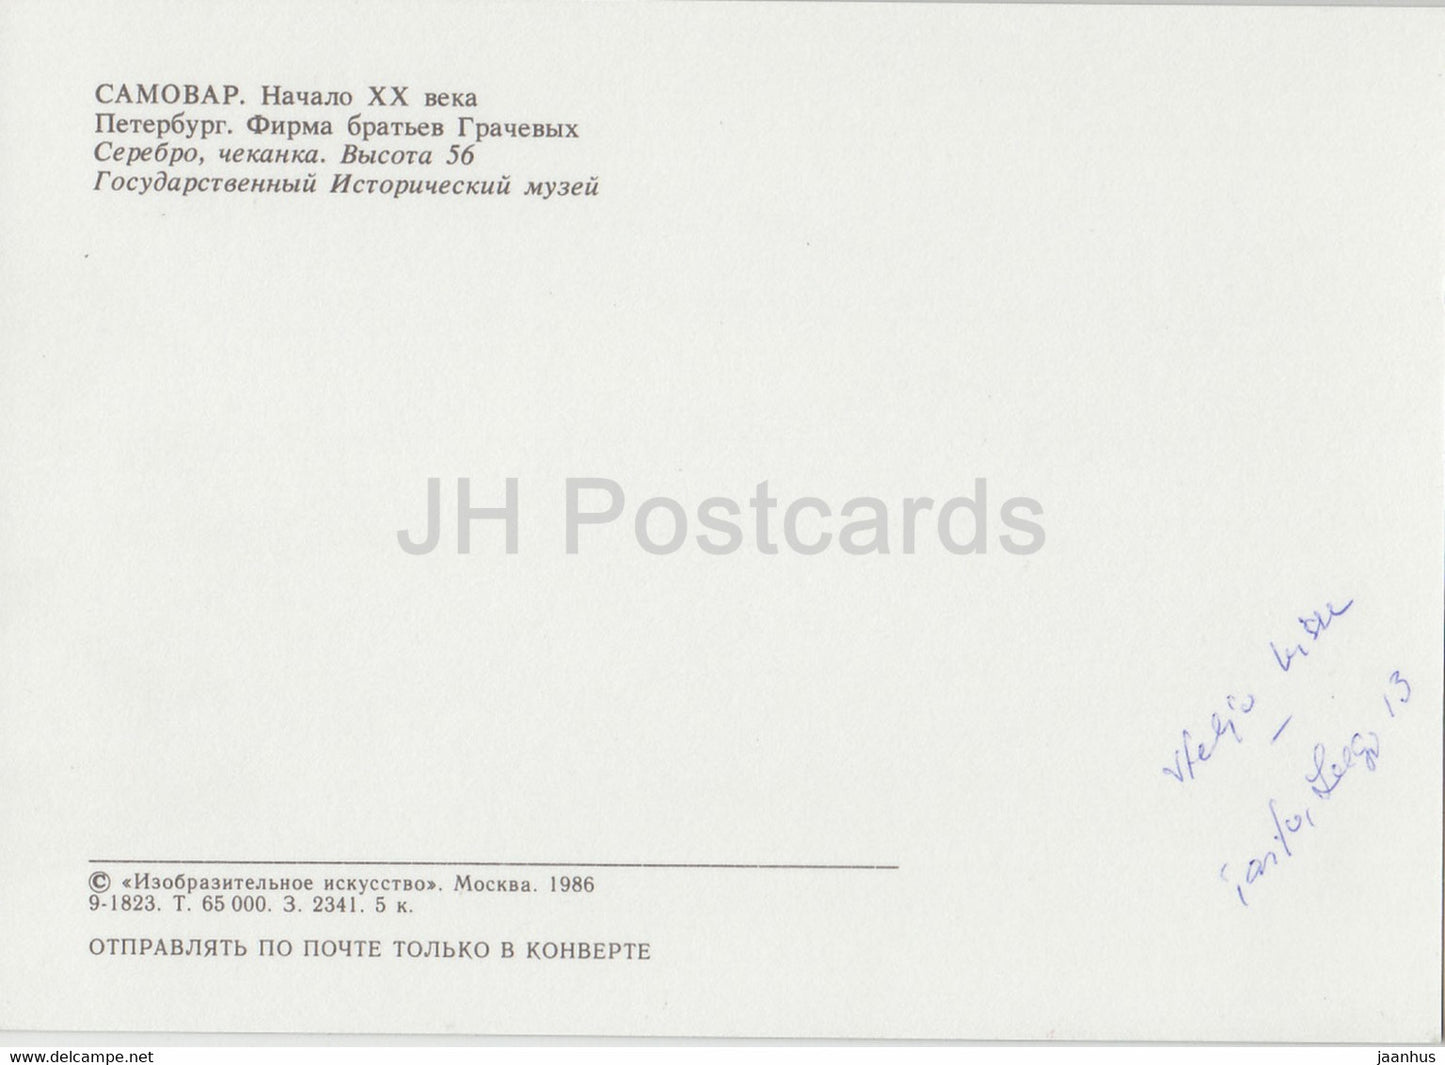 САМОВАР. Начало XX века
Петербург. Фирма братьев Грачевых
Серебро, чеканка. Высота 56
Государственный Исторический музей
JH Postcards
© «Изобразительное искусство». Москва. 1986
9-1823. Т. 65 000. З. 2341. 5 к.
ОТПРАВЛЯТЬ ПО ПОЧТЕ ТОЛЬКО В КОНВЕРТЕ
13
www.delcampe.net
jaanhus